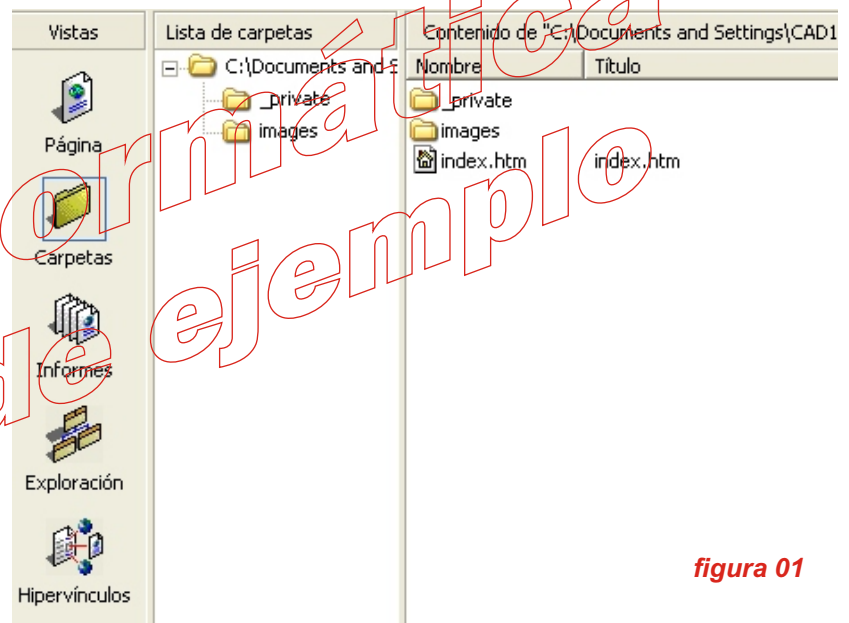 Vistas
Página
Carpetas
Informes
Exploración
Hipervínculos
Lista de carpetas
C:\Documents and S
_private
images
Contenido de "C:\Documents and Settings\CAD1
Nombre Título
_private
images
index.htm index.htm
ormática
de ejemplo
figura 01